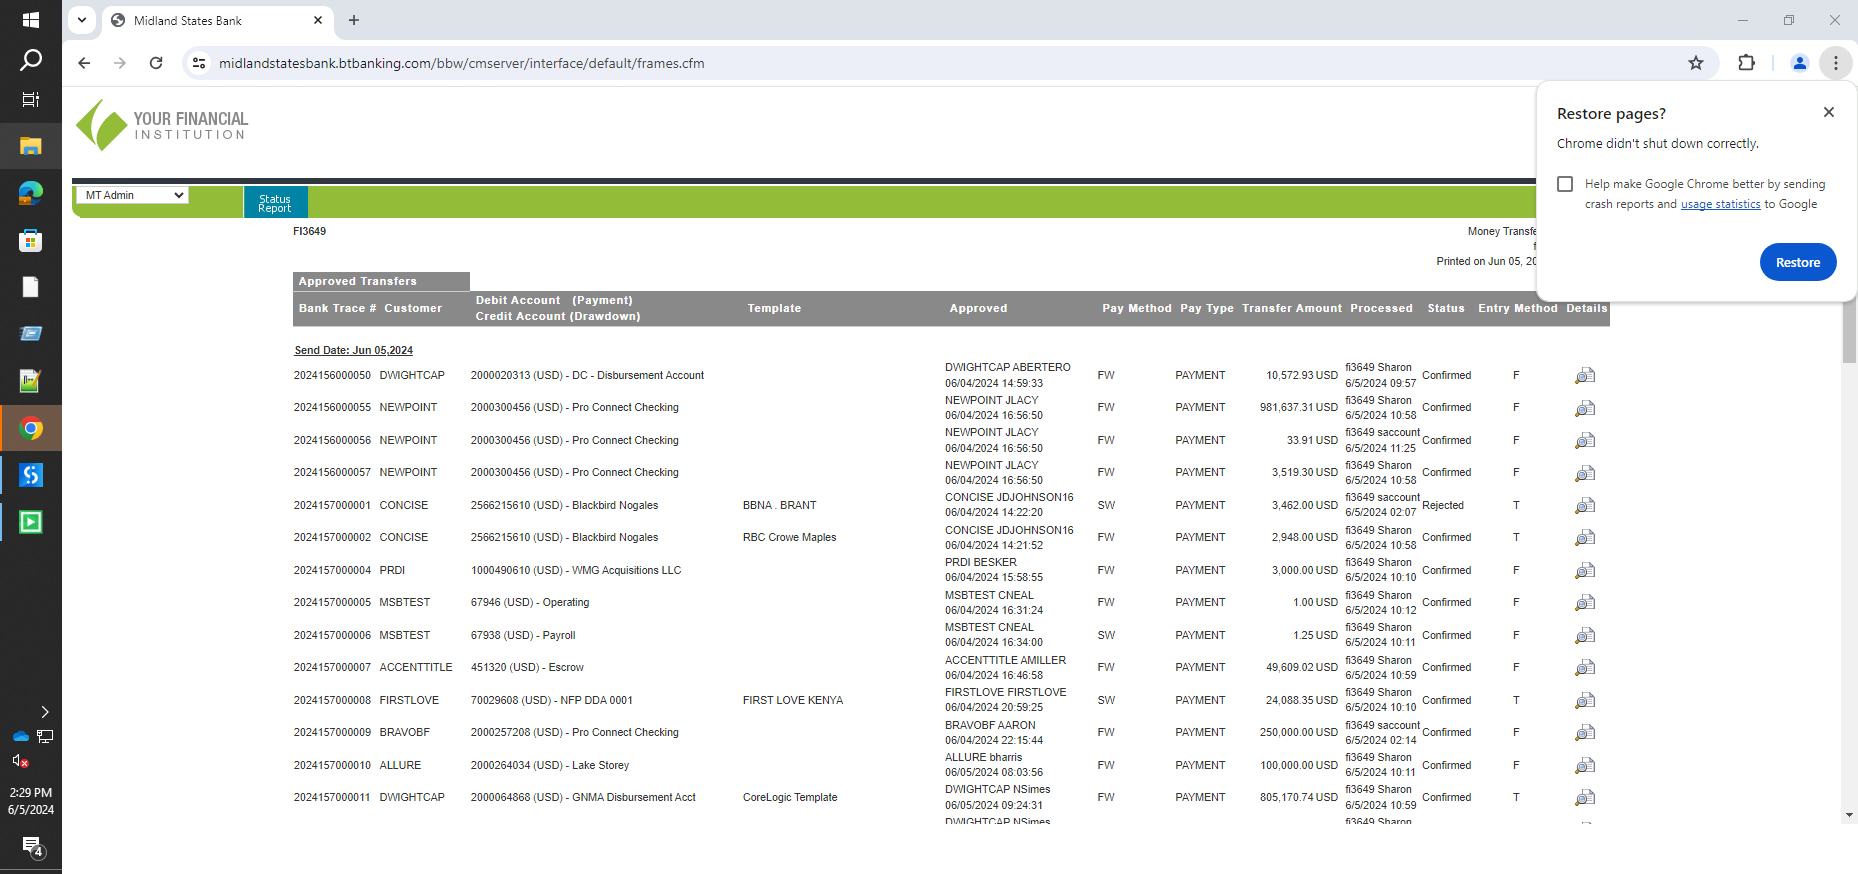 Midland States Bank
midlandstatesbank.btbanking.com/bbw/cmserver/interface/default/frames.cfm
Restore pages?
Chrome didn't shut down correctly.
Help make Google Chrome better by sending
crash reports and usage statistics to Google
Restore
YOUR FINANCIAL
INSTITUTION
MT Admin
Status
Report
FI3649
Money Transfe
f
Printed on Jun 05, 20
Approved Transfers
Bank Trace # Customer Debit Account (Payment) Credit Account (Drawdown) Template Approved Pay Method Pay Type Transfer Amount Processed Status Entry Method Details
Send Date: Jun 05,2024
2024156000050 DWIGHTCAP 2000020313 (USD) - DC - Disbursement Account DWIGHTCAP ABERTERO 06/04/2024 14:59:33 FW PAYMENT 10,572.93 USD fi3649 Sharon 6/5/2024 09:57 Confirmed F
2024156000055 NEWPOINT 2000300456 (USD) - Pro Connect Checking NEWPOINT JLACY 06/04/2024 16:56:50 FW PAYMENT 981,637.31 USD fi3649 Sharon 6/5/2024 10:58 Confirmed F
2024156000056 NEWPOINT 2000300456 (USD) - Pro Connect Checking NEWPOINT JLACY 06/04/2024 16:56:50 FW PAYMENT 33.91 USD fi3649 saccount 6/5/2024 11:25 Confirmed F
2024156000057 NEWPOINT 2000300456 (USD) - Pro Connect Checking NEWPOINT JLACY 06/04/2024 16:56:50 FW PAYMENT 3,519.30 USD fi3649 Sharon 6/5/2024 10:58 Confirmed F
2024157000001 CONCISE 2566215610 (USD) - Blackbird Nogales BBNA . BRANT CONCISE JDJOHNSON16 06/04/2024 14:22:20 SW PAYMENT 3,462.00 USD fi3649 saccount 6/5/2024 02:07 Rejected T
2024157000002 CONCISE 2566215610 (USD) - Blackbird Nogales RBC Crowe Maples CONCISE JDJOHNSON16 06/04/2024 14:21:52 FW PAYMENT 2,948.00 USD fi3649 Sharon 6/5/2024 10:58 Confirmed T
2024157000004 PRDI 1000490610 (USD) - WMG Acquisitions LLC PRDI BESKER 06/04/2024 15:58:55 FW PAYMENT 3,000.00 USD fi3649 Sharon 6/5/2024 10:10 Confirmed F
2024157000005 MSBTEST 67946 (USD) - Operating MSBTEST CNEAL 06/04/2024 16:31:24 FW PAYMENT 1.00 USD fi3649 Sharon 6/5/2024 10:12 Confirmed F
2024157000006 MSBTEST 67938 (USD) - Payroll MSBTEST CNEAL 06/04/2024 16:34:00 SW PAYMENT 1.25 USD fi3649 Sharon 6/5/2024 10:11 Confirmed F
2024157000007 ACCENTTITLE 451320 (USD) - Escrow ACCENTTITLE AMILLER 06/04/2024 16:46:58 FW PAYMENT 49,609.02 USD fi3649 Sharon 6/5/2024 10:59 Confirmed F
2024157000008 FIRSTLOVE 70029608 (USD) - NFP DDA 0001 FIRST LOVE KENYA FIRSTLOVE FIRSTLOVE 06/04/2024 20:59:25 SW PAYMENT 24,088.35 USD fi3649 Sharon 6/5/2024 10:10 Confirmed T
2024157000009 BRAVOBF 2000257208 (USD) - Pro Connect Checking BRAVOBF AARON 06/04/2024 22:15:44 FW PAYMENT 250,000.00 USD fi3649 saccount 6/5/2024 02:14 Confirmed F
2024157000010 ALLURE 2000264034 (USD) - Lake Storey ALLURE bharris 06/05/2024 08:03:56 FW PAYMENT 100,000.00 USD fi3649 Sharon 6/5/2024 10:11 Confirmed F
2024157000011 DWIGHTCAP 2000064868 (USD) - GNMA Disbursement Acct CoreLogic Template DWIGHTCAP NSimes 06/05/2024 09:24:31 FW PAYMENT 805,170.74 USD fi3649 Sharon 6/5/2024 10:59 Confirmed T
DWIGHTCAP NSimes fi3649 Sharon
2:29 PM
6/5/2024
4